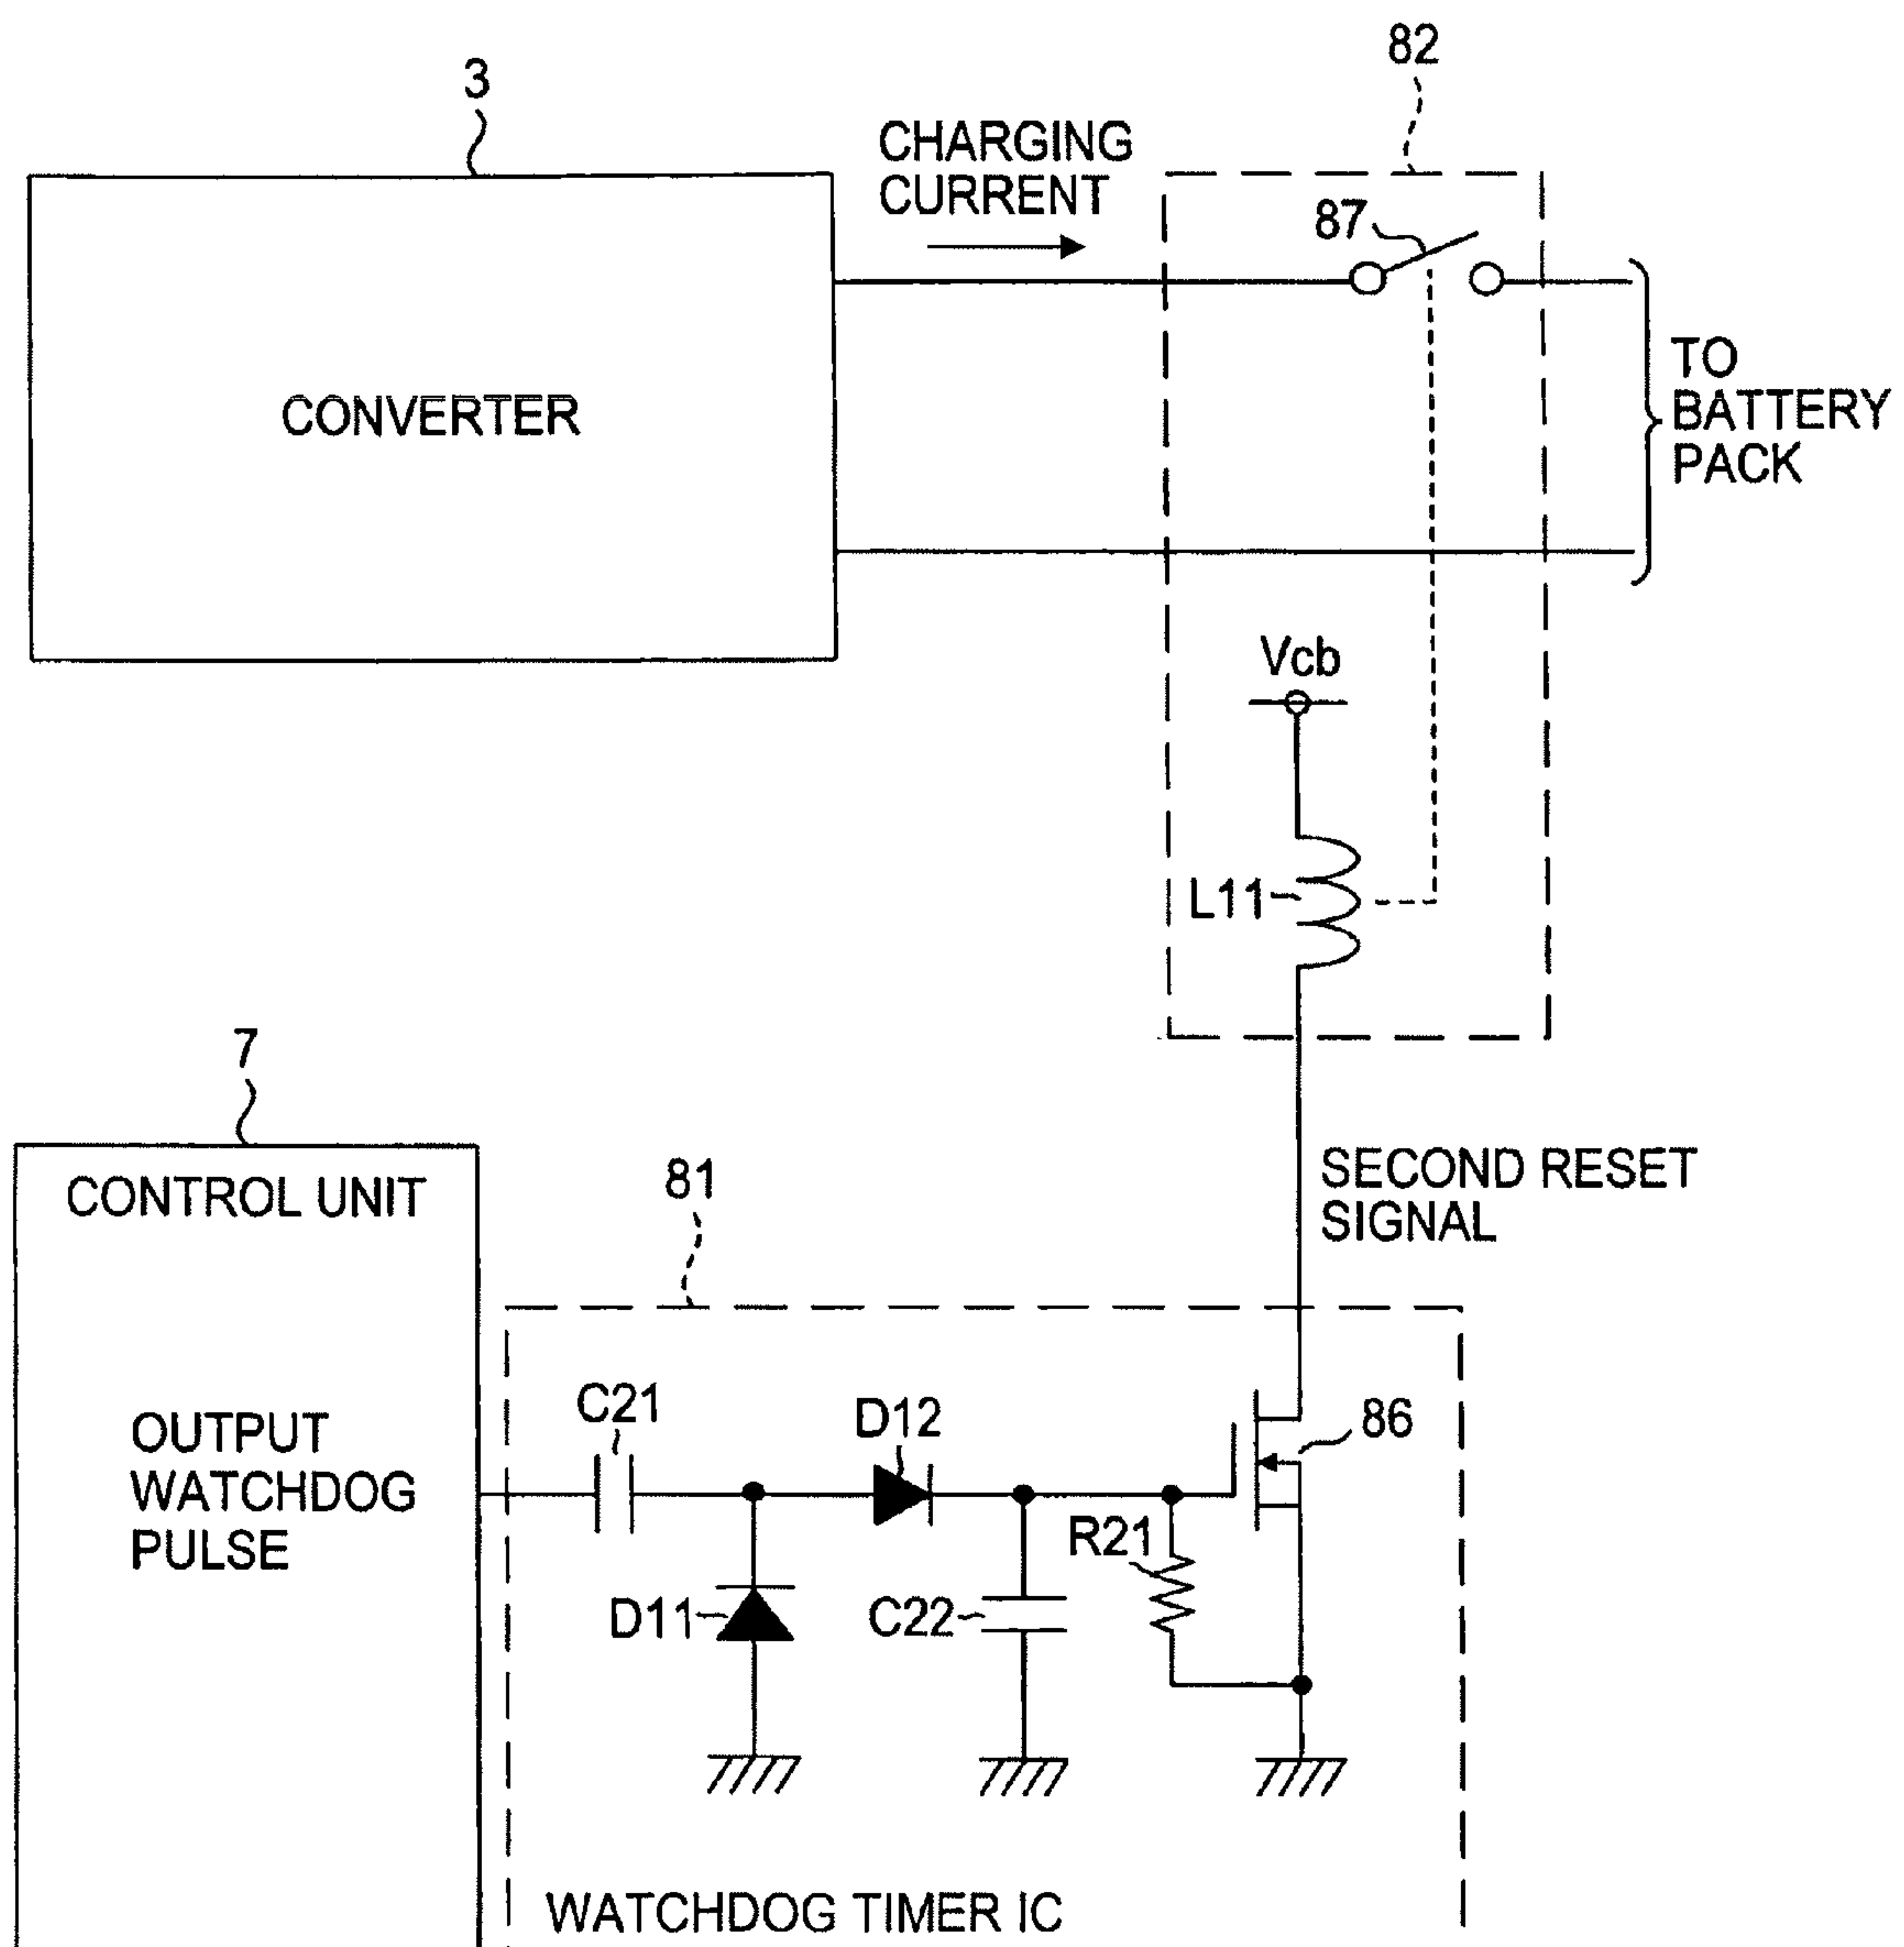 82
3
CHARGING
CURRENT
87
CONVERTER
TO
BATTERY
PACK
Vcb
L11
7
CONTROL UNIT
81
SECOND RESET
SIGNAL
C21
D12
86
OUTPUT
WATCHDOG
PULSE
R21
D11
C22
WATCHDOG TIMER IC